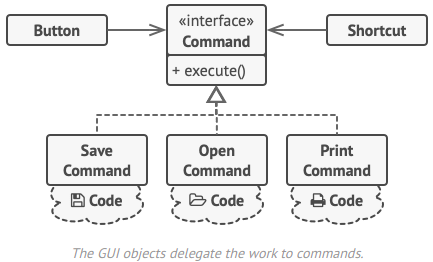 Button
«interface»
Command
Shortcut
+ execute()
Save
Command
Open
Command
Print
Command
Code
Code
Code
The GUI objects delegate the work to commands.